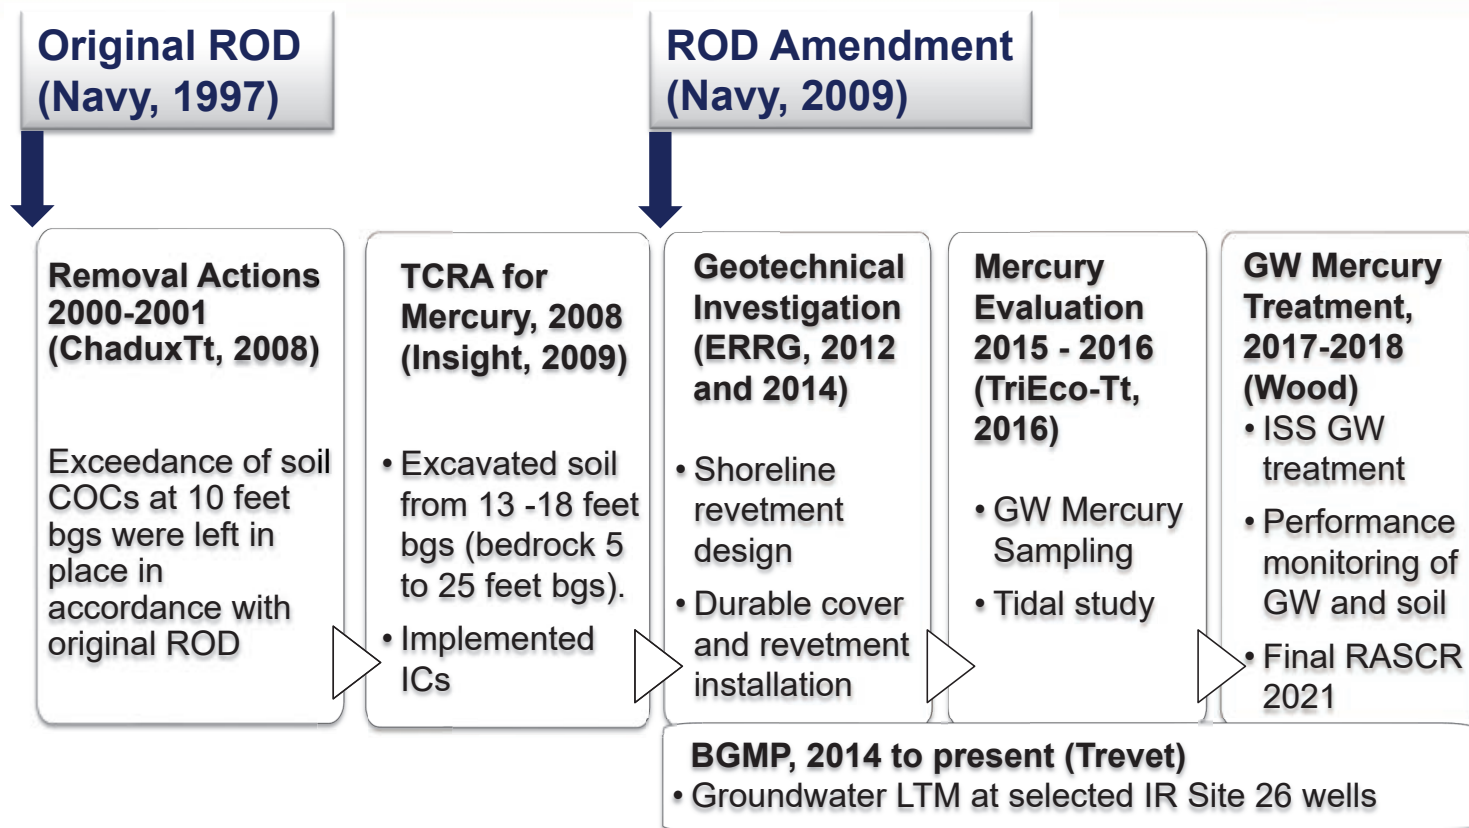 Original ROD
(Navy, 1997)
ROD Amendment
(Navy, 2009)
Removal Actions
2000-2001
(ChaduxTt, 2008)
Exceedance of soil
COCs at 10 feet
bgs were left in
place in
accordance with
original ROD
TCRA for
Mercury, 2008
(Insight, 2009)
• Excavated soil
from 13 -18 feet
bgs (bedrock 5
to 25 feet bgs).
• Implemented
ICs
Geotechnical
Investigation
(ERRG, 2012
and 2014)
• Shoreline
revetment
design
• Durable cover
and revetment
installation
Mercury
Evaluation
2015 - 2016
(TriEco-Tt,
2016)
• GW Mercury
Sampling
• Tidal study
GW Mercury
Treatment,
2017-2018
(Wood)
• ISS GW
treatment
• Performance
monitoring of
GW and soil
• Final RASCR
2021
BGMP, 2014 to present (Trevet)
• Groundwater LTM at selected IR Site 26 wells